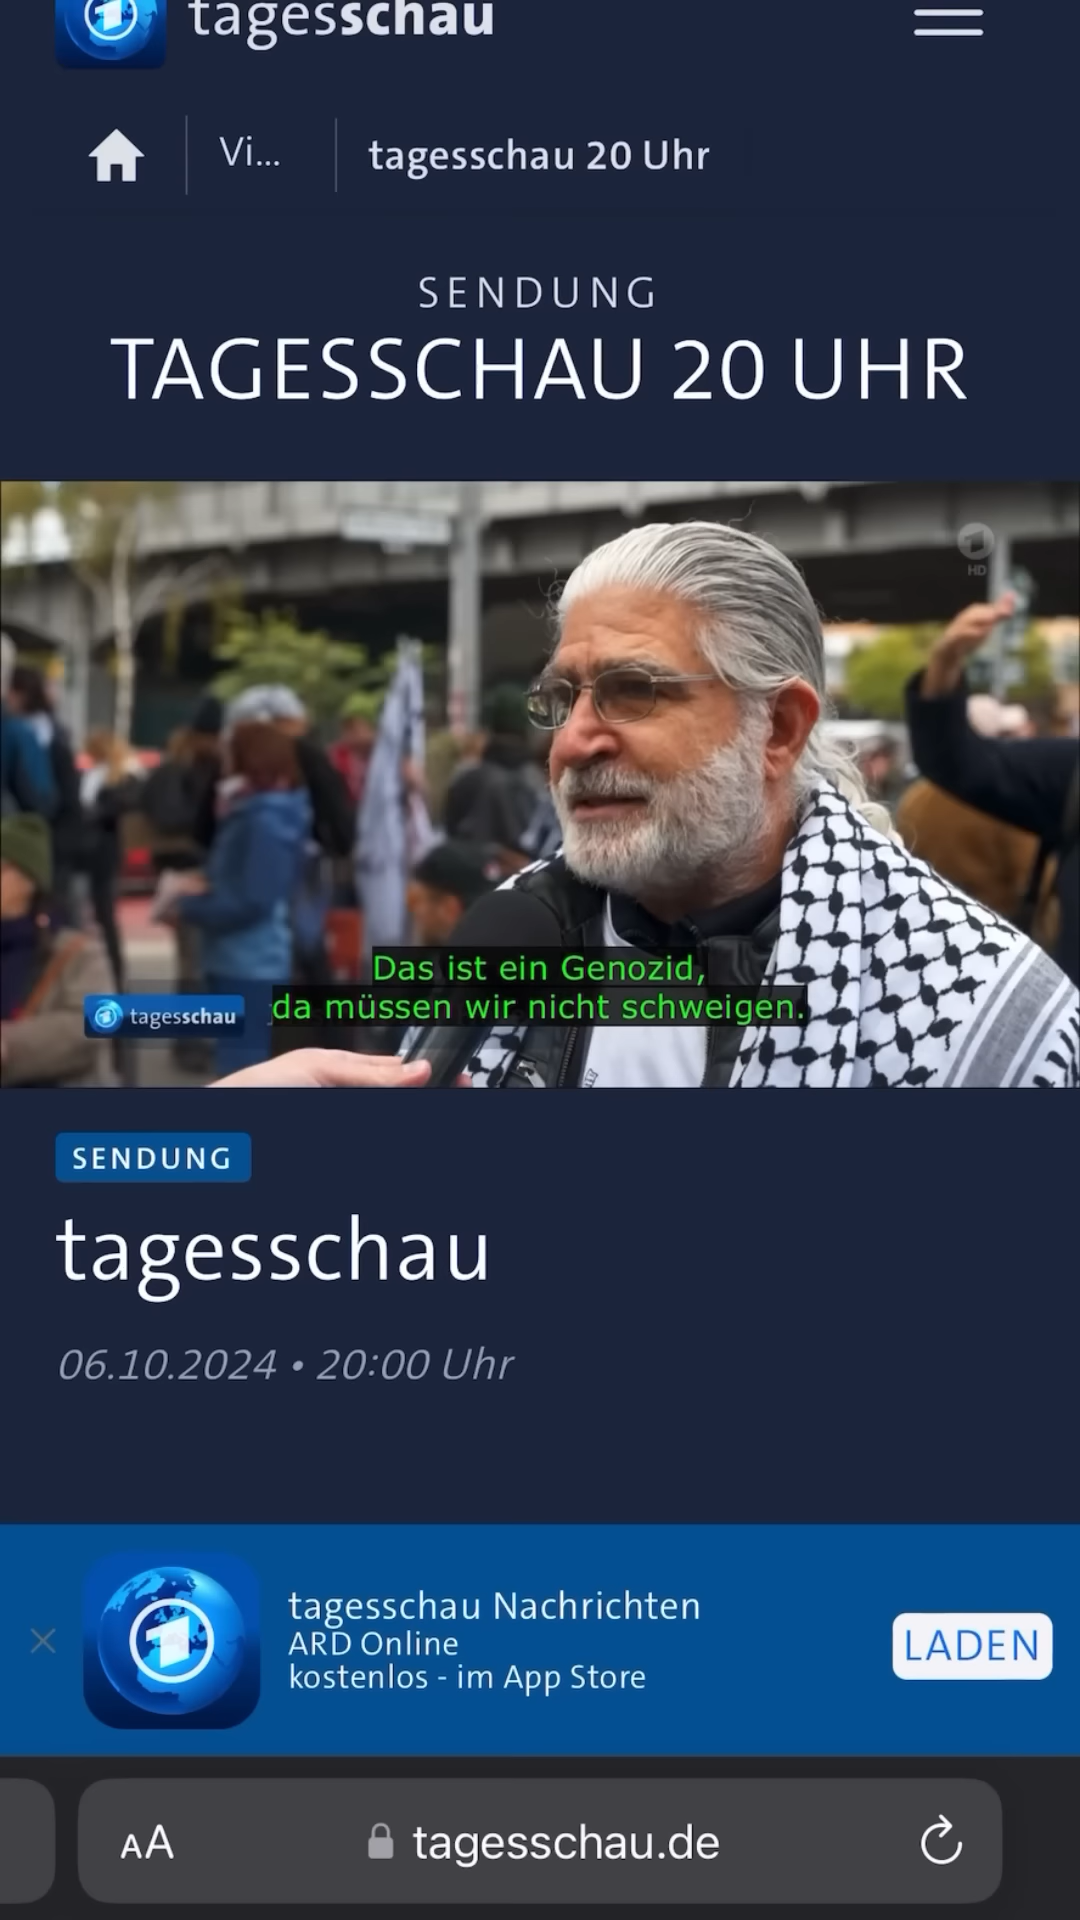 tagesschau
Vi...
tagesschau 20 Uhr
SENDUNG
TAGESSCHAU 20 UHR
HD
Das ist ein Genozid,
da müssen wir nicht schweigen.
tagesschau
SENDUNG
tagesschau
06.10.2024 • 20:00 Uhr
tagesschau Nachrichten
ARD Online
kostenlos - im App Store
LADEN
AA
tagesschau.de